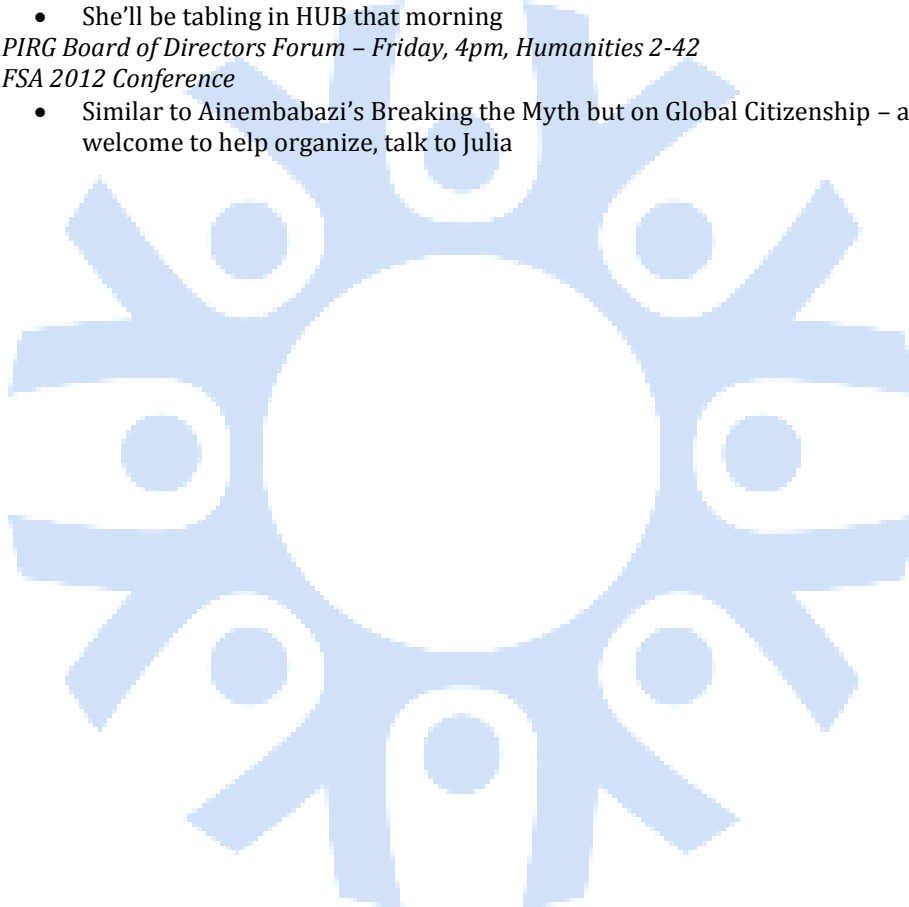 • She’ll be tabling in HUB that morning
PIRG Board of Directors Forum – Friday, 4pm, Humanities 2-42
FSA 2012 Conference
• Similar to Ainembabazi’s Breaking the Myth but on Global Citizenship – a
welcome to help organize, talk to Julia